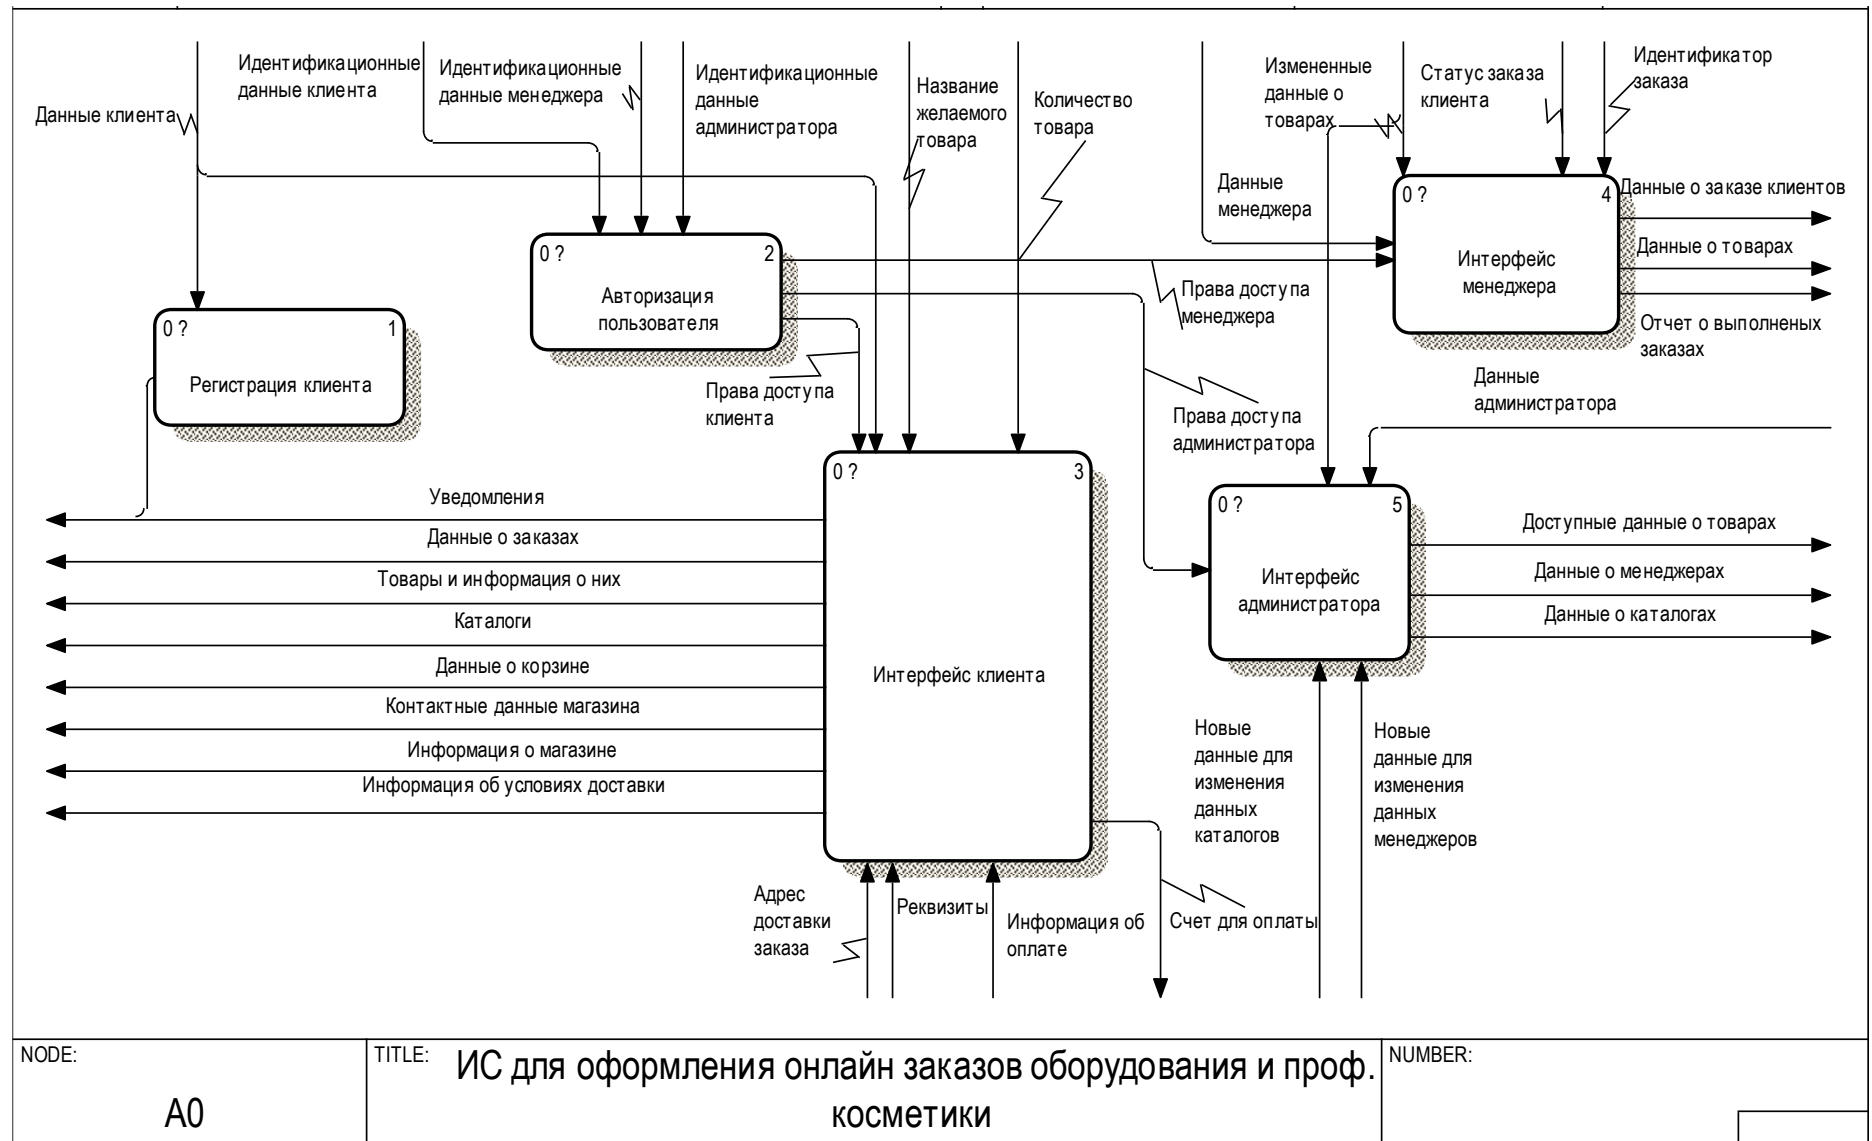 Данные клиента
Идентификационные
данные клиента
Идентификационные
данные менеджера
Идентификационные
данные
администратора
Название
желаемого
товара
Количество
товара
Данные
менеджера
Измененные
данные о
товарах
Статус заказа
клиента
Идентификатор
заказа
0 ?
1
Регистрация клиента
0 ?
2
Авторизация
пользователя
Права доступа
клиента
Права доступа
менеджера
Права доступа
администратора
0 ?
4
Интерфейс
менеджера
Данные о заказе клиентов
Данные о товарах
Отчет о выполненых
заказах
Данные
администратора
0 ?
3
Интерфейс клиента
Уведомления
Данные о заказах
Товары и информация о них
Каталоги
Данные о корзине
Контактные данные магазина
Информация о магазине
Информация об условиях доставки
0 ?
5
Интерфейс
администратора
Доступные данные о товарах
Данные о менеджерах
Данные о каталогах
Новые
данные для
изменения
данных
каталогов
Новые
данные для
изменения
данных
менеджеров
Адрес
доставки
заказа
Реквизиты
Информация об
оплате
Счет для оплаты
NODE:
A0
TITLE:
ИС для оформления онлайн заказов оборудования и проф.
косметики
NUMBER: